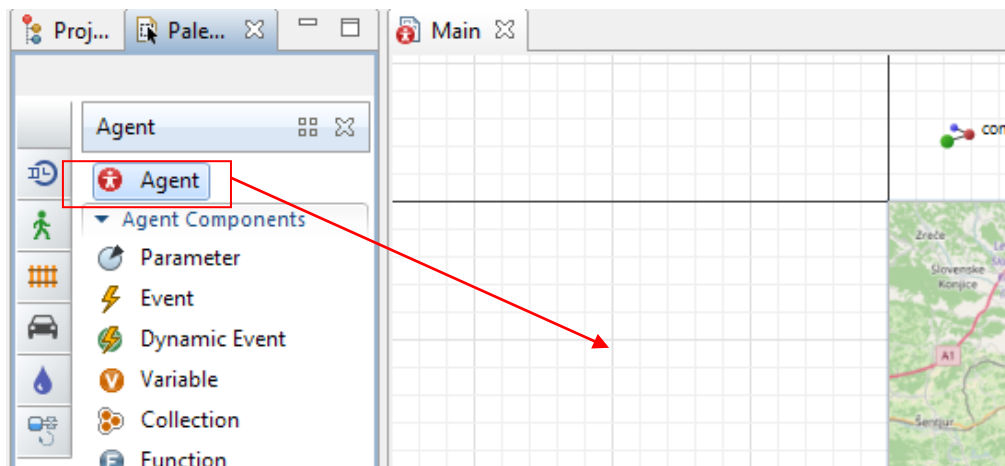 Proj... Pale... Main
Agent
Agent
Agent Components
Parameter
Event
Dynamic Event
Variable
Collection
Function
con
Zreče
Slovenske
Konjice
A1
Šentjur